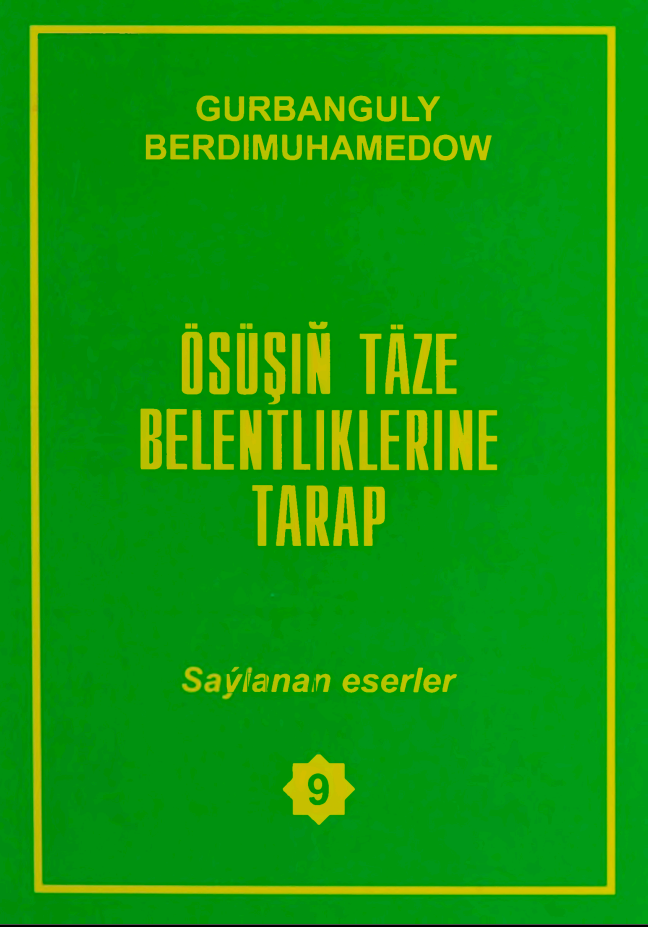 GURBANGULY
BERDIMUHAMEDOW
ÖSÜŞIŇ TÄZE
BELENTLIKLERINE
TARAP
Saýlanan eserler
9